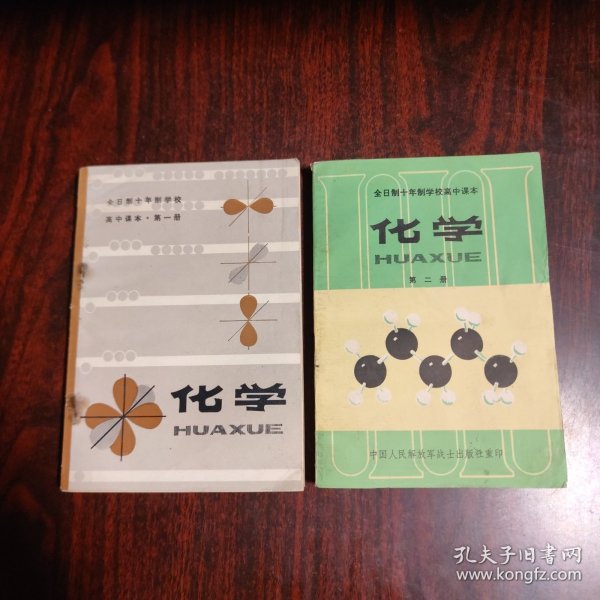 全日制十年制学校
高中课本·第一册
化学
HUAXUE
全日制十年制学校高中课本
化学
HUAXUE
第二册
中国人民解放军战士出版社重印
孔夫子旧书网
www.kongfz.com